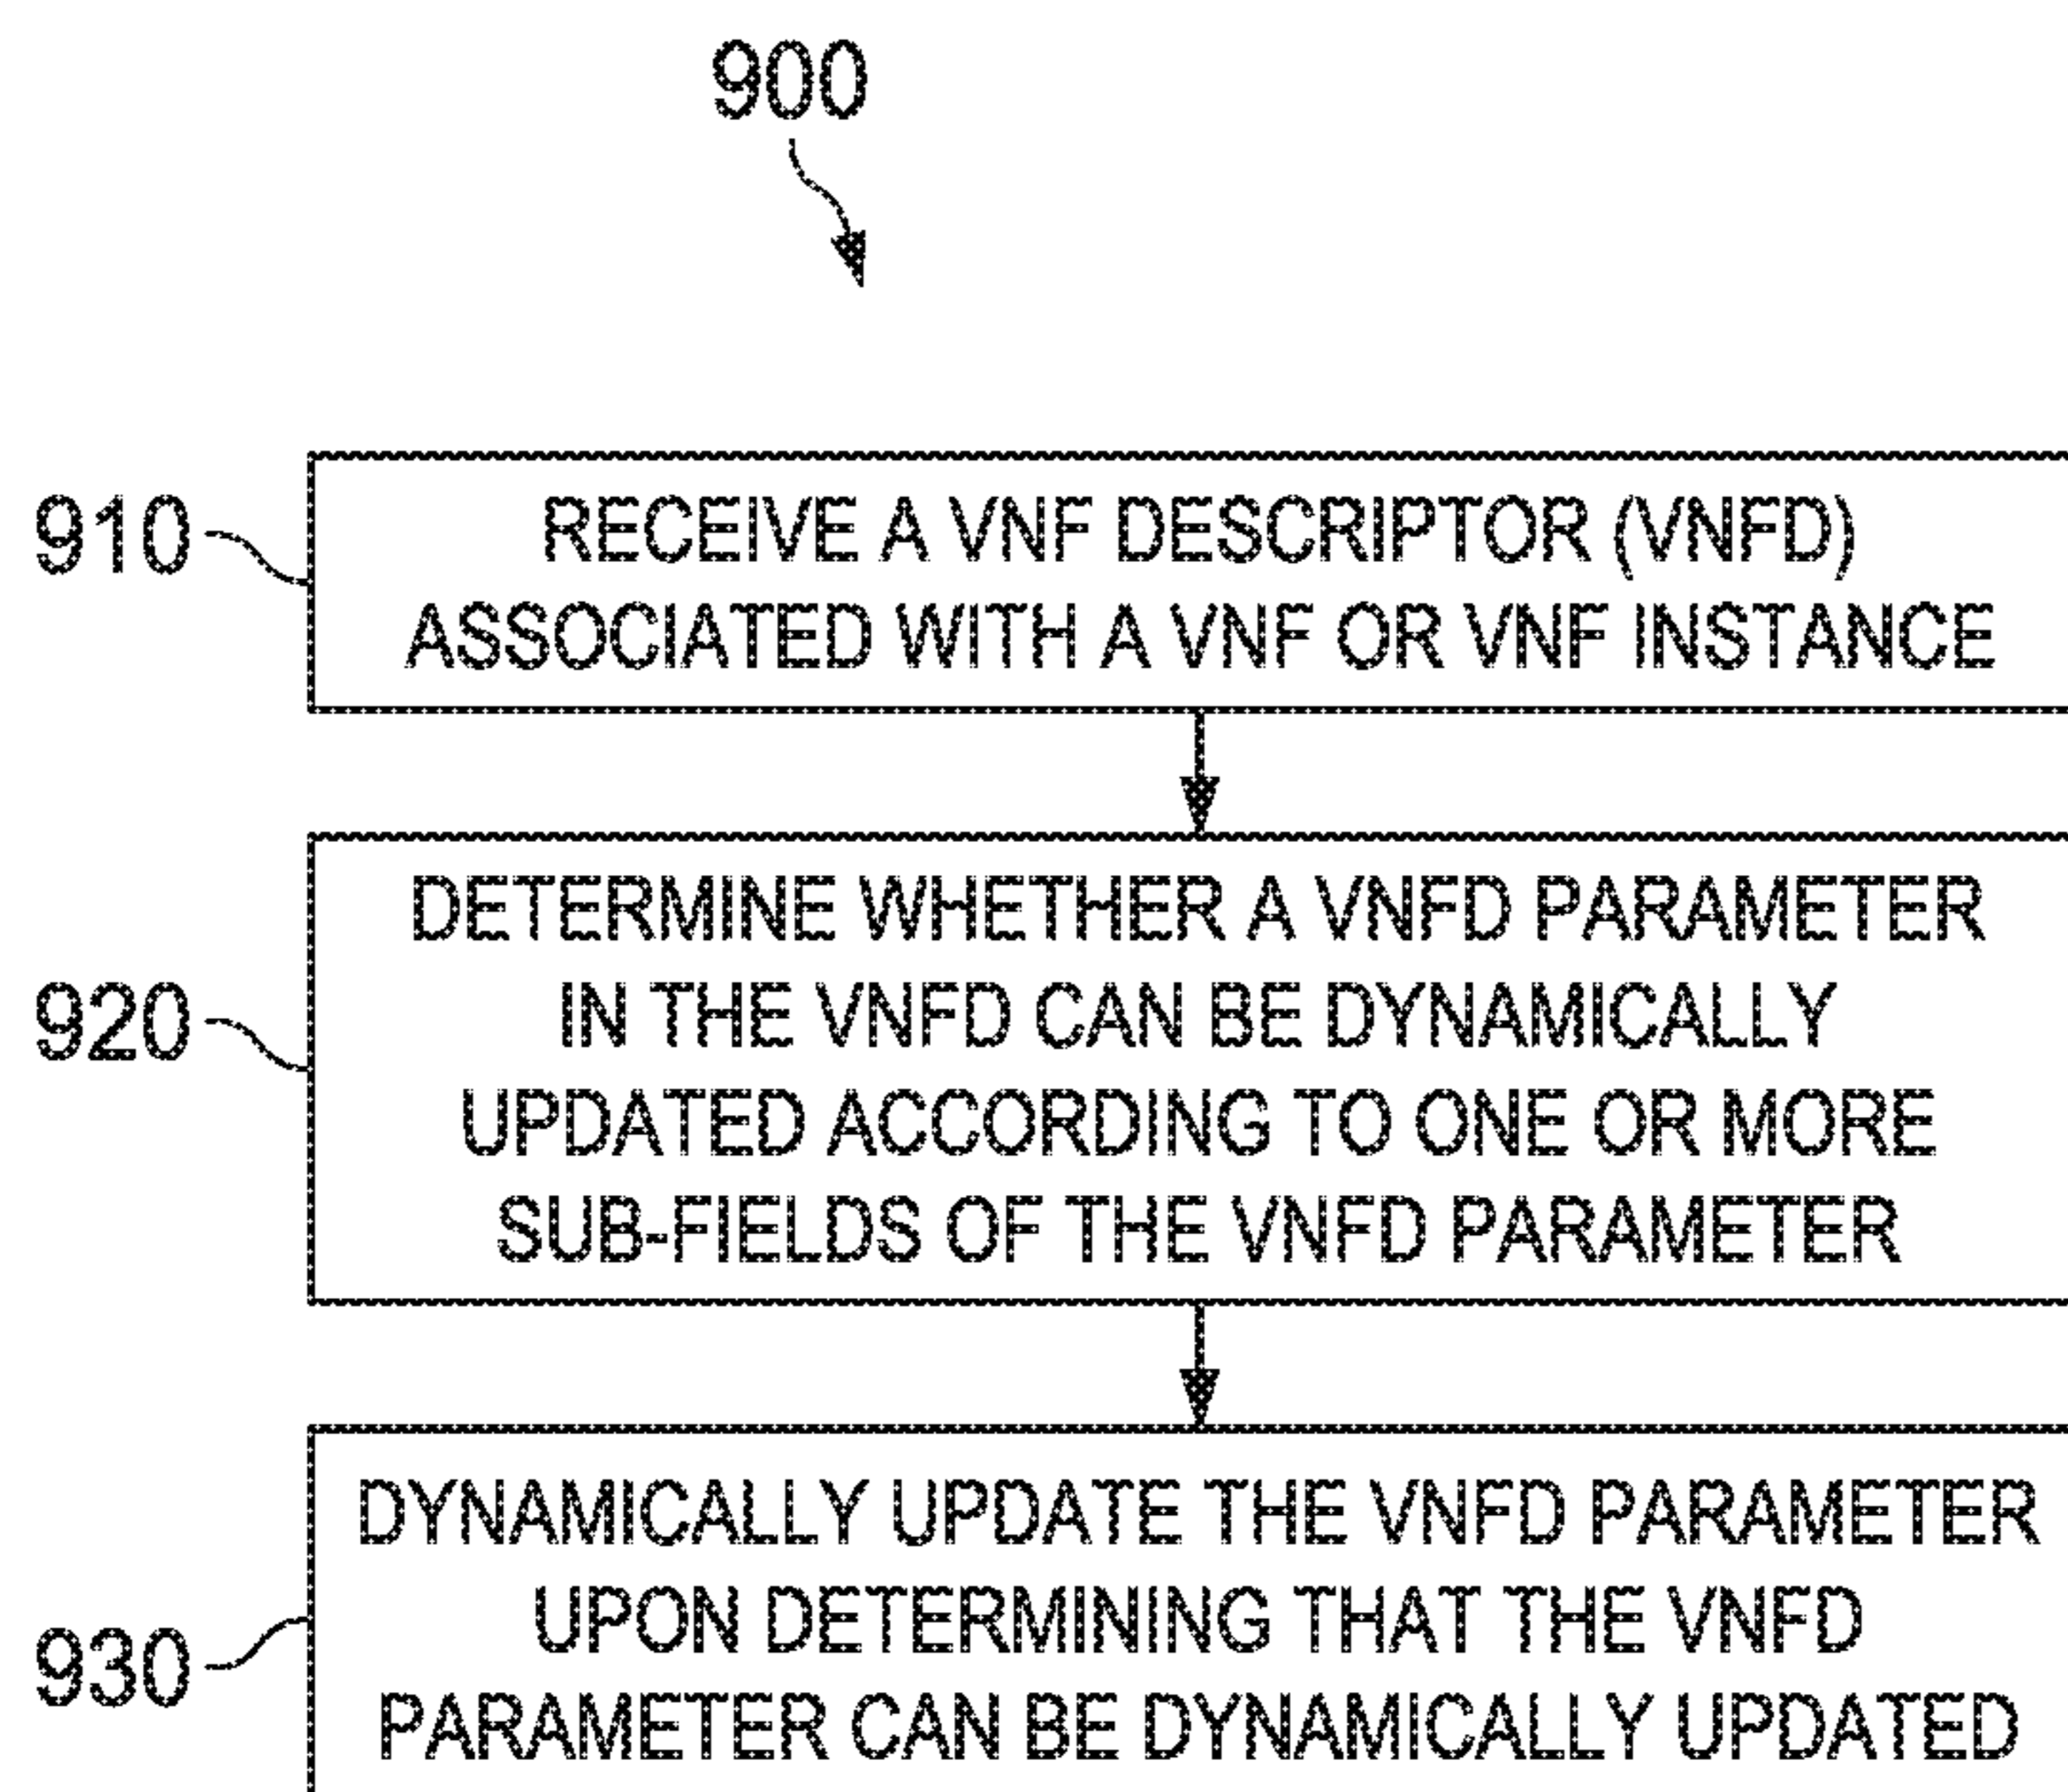 900
910
RECEIVE A VNF DESCRIPTOR (VNFD)
ASSOCIATED WITH A VNF OR VNF INSTANCE
920
DETERMINE WHETHER A VNFD PARAMETER
IN THE VNFD CAN BE DYNAMICALLY
UPDATED ACCORDING TO ONE OR MORE
SUB-FIELDS OF THE VNFD PARAMETER
930
DYNAMICALLY UPDATE THE VNFD PARAMETER
UPON DETERMINING THAT THE VNFD
PARAMETER CAN BE DYNAMICALLY UPDATED